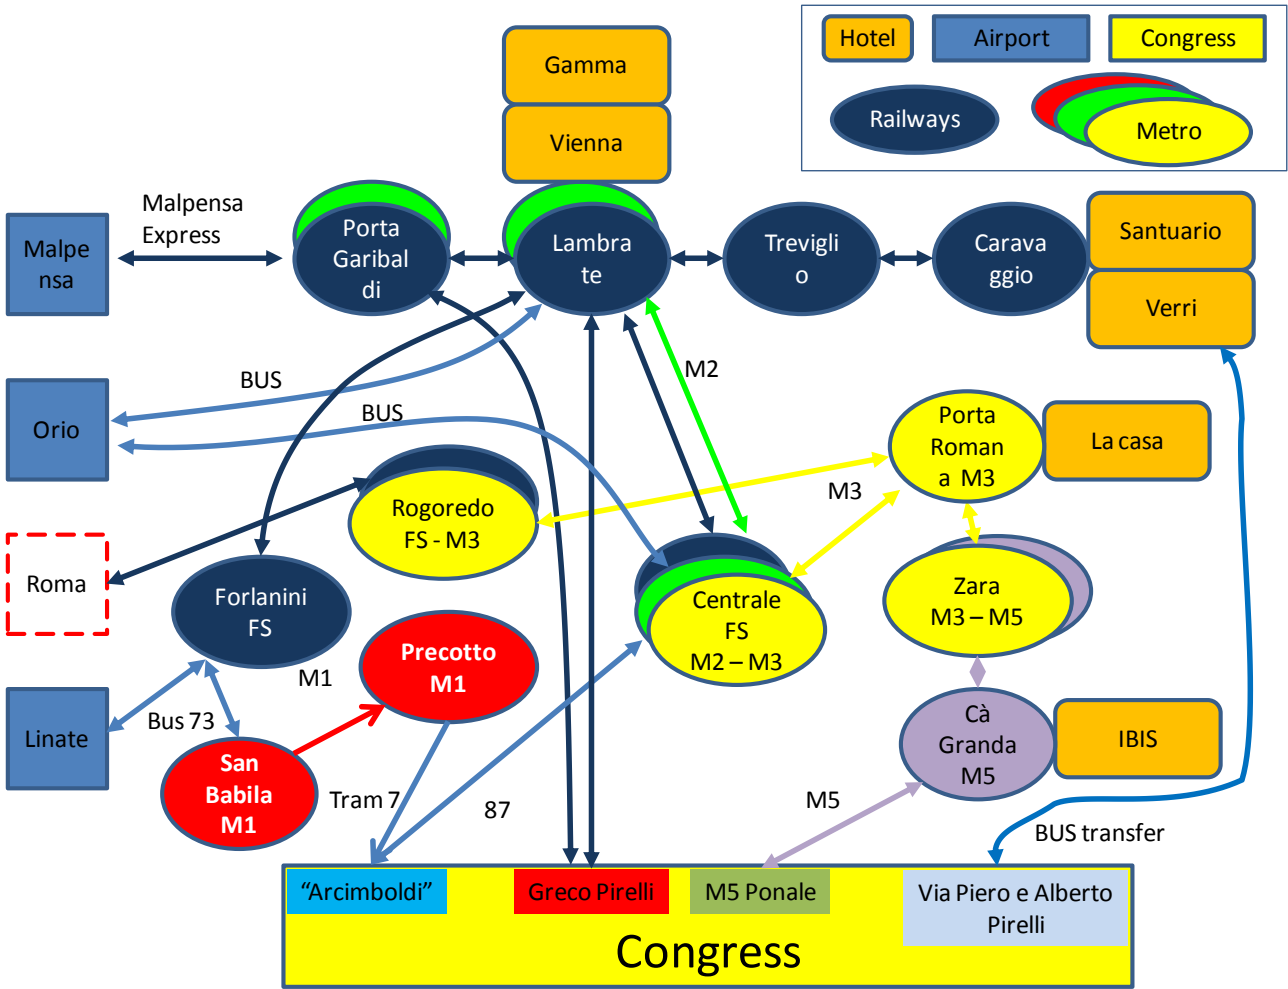 Hotel
Airport
Congress
Railways
Metro
Gamma
Vienna
Malpensa
Express
Malpe
nsa
Porta
Garibal
di
Lambra
te
Trevigli
o
Carava
ggio
Santuario
Verri
BUS
M2
Orio
BUS
Porta
Roman
a M3
La casa
M3
Rogoredo
FS - M3
Roma
Forlanini
FS
Centrale
FS
M2 – M3
Zara
M3 – M5
Precotto
M1
M1
Linate
Bus 73
San
Babila
M1
Cà
Granda
M5
IBIS
Tram 7
87
M5
BUS transfer
“Arcimboldi”
Greco Pirelli
M5 Ponale
Via Piero e Alberto
Pirelli
Congress